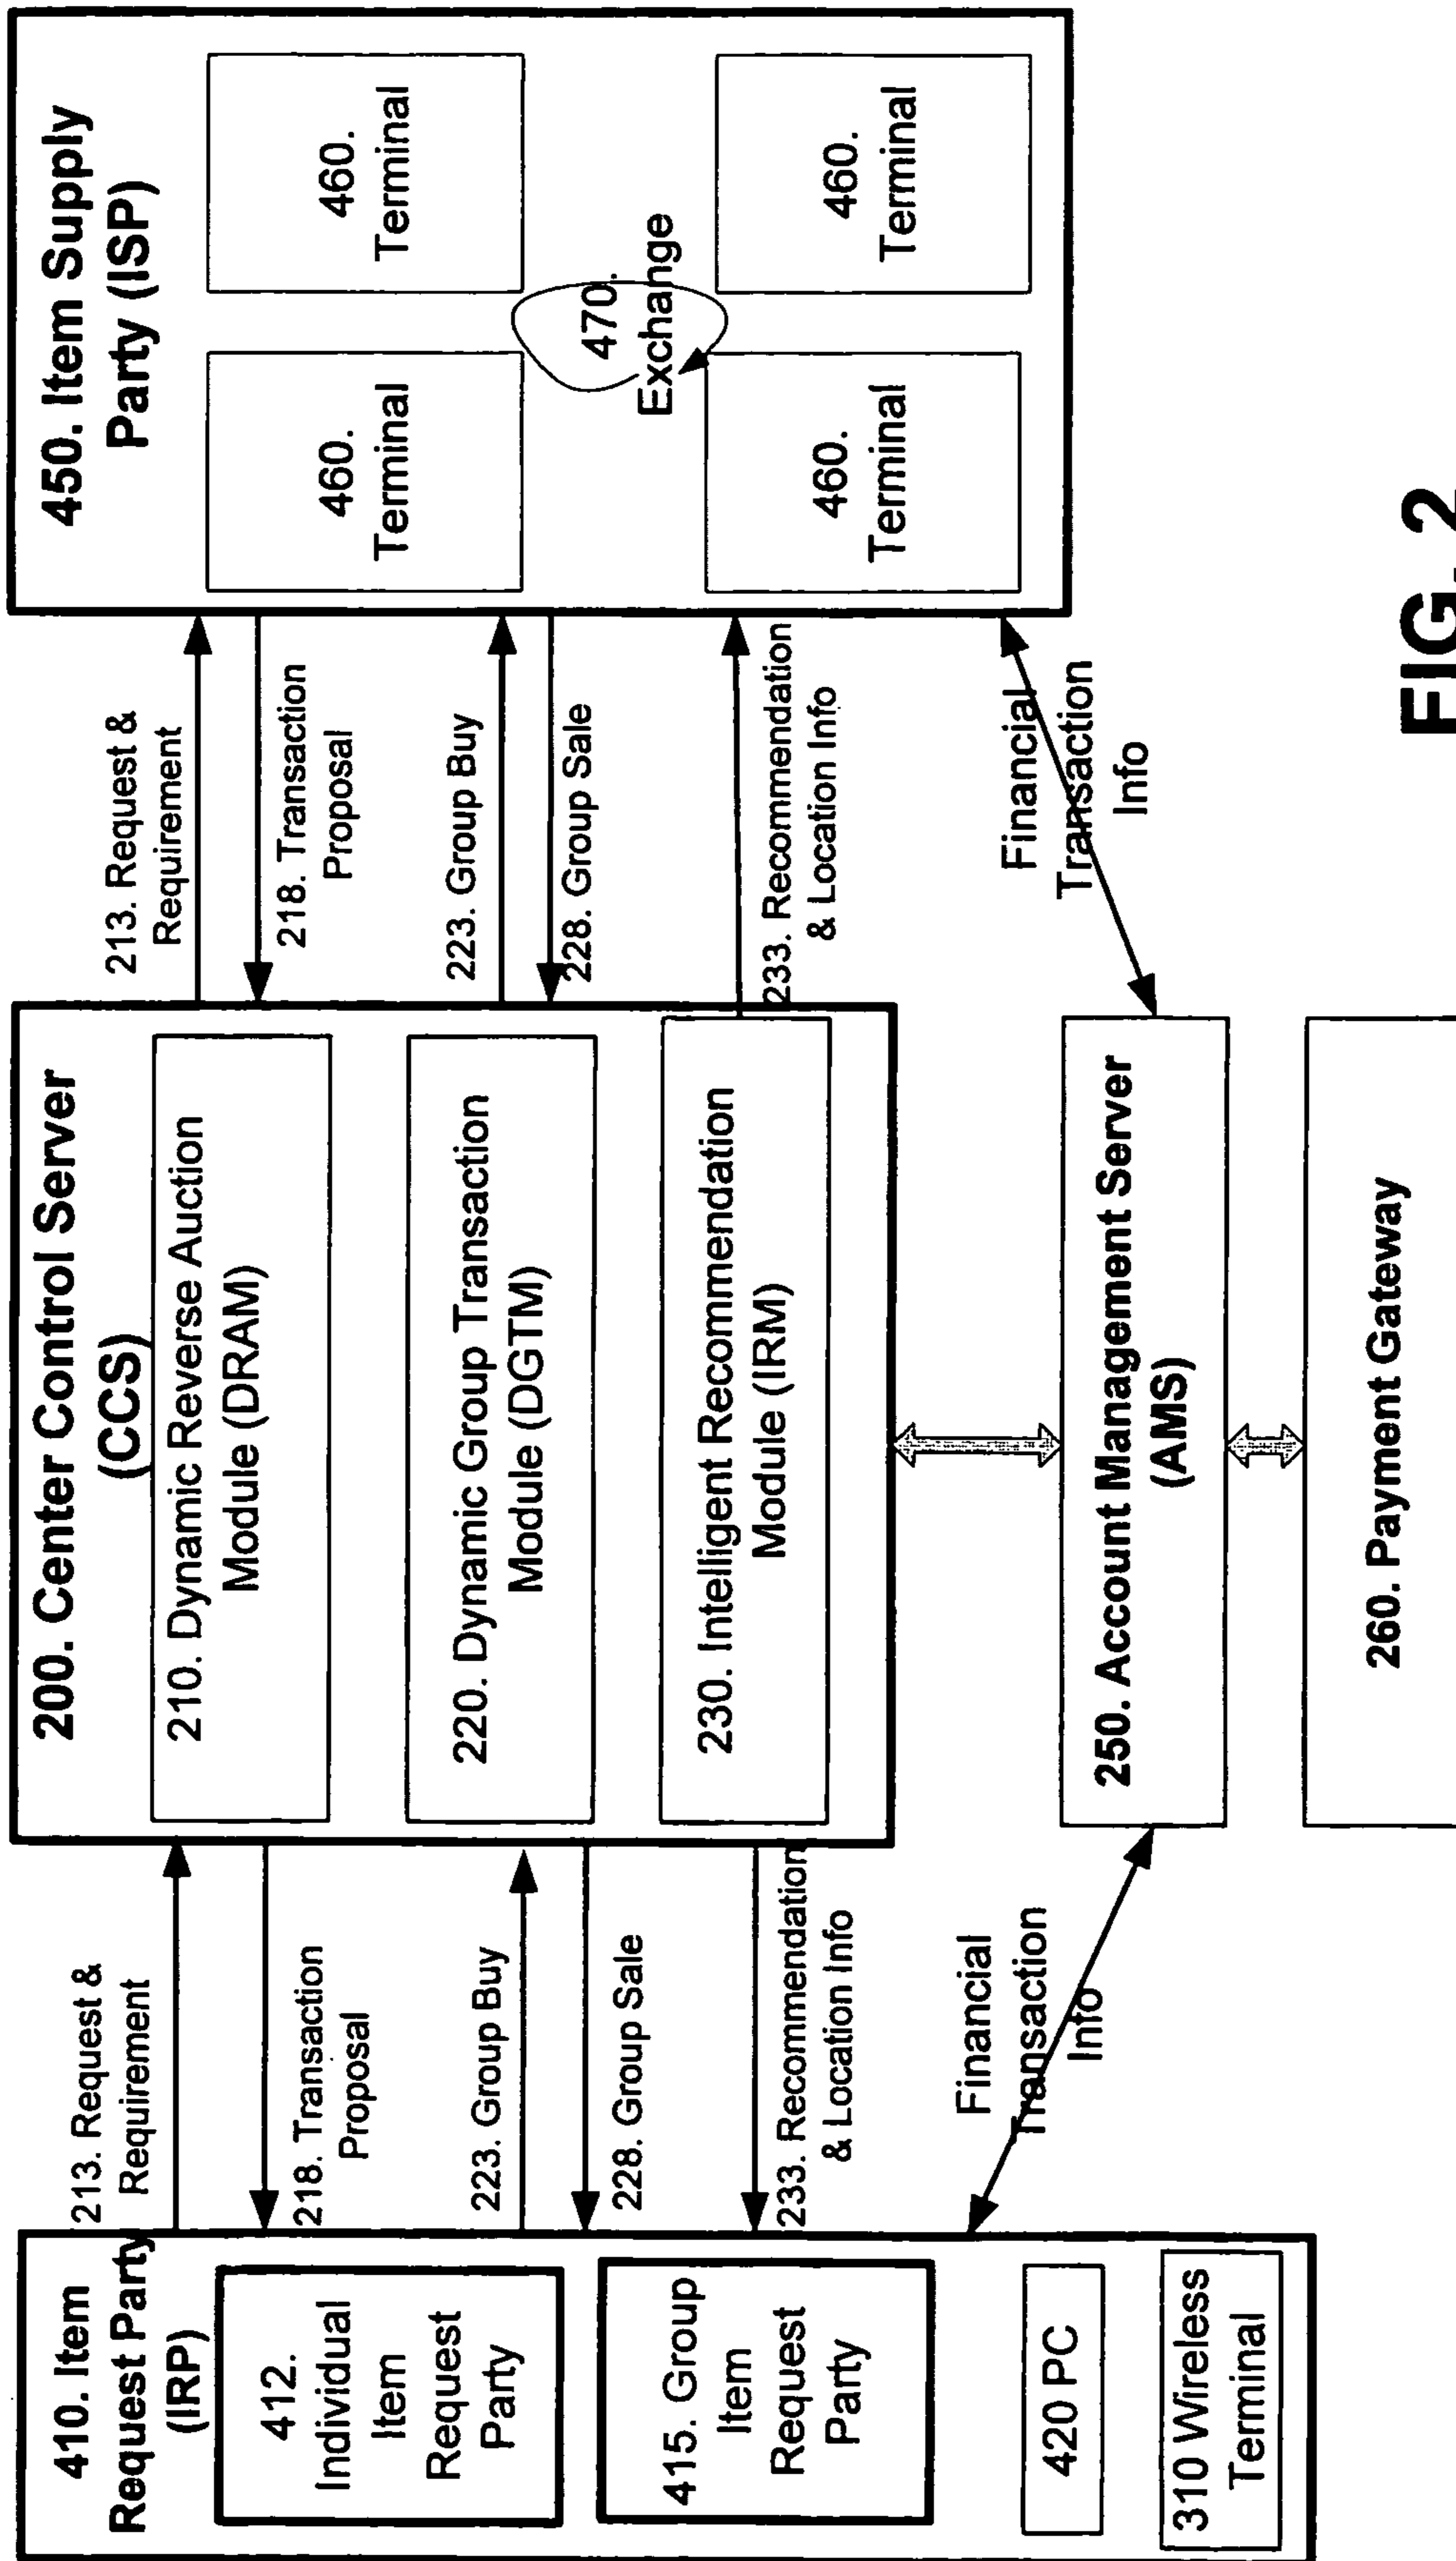 410. Item
Request Party
(IRP)
412.
Individual
Item
Request
Party
415. Group
Item
Request
Party
420 PC
310 Wireless
Terminal
213. Request &
Requirement
218. Transaction
Proposal
223. Group Buy
228. Group Sale
233. Recommendation
& Location Info
Financial
Transaction
Info
200. Center Control Server
(CCS)
210. Dynamic Reverse Auction
Module (DRAM)
220. Dynamic Group Transaction
Module (DGTM)
230. Intelligent Recommendation
Module (IRM)
250. Account Management Server
(AMS)
260. Payment Gateway
213. Request &
Requirement
218. Transaction
Proposal
223. Group Buy
228. Group Sale
233. Recommendation
& Location Info
Financial
Transaction
Info
450. Item Supply
Party (ISP)
460.
Terminal
460.
Terminal
470.
Exchange
460.
Terminal
460.
Terminal
FIG. 2